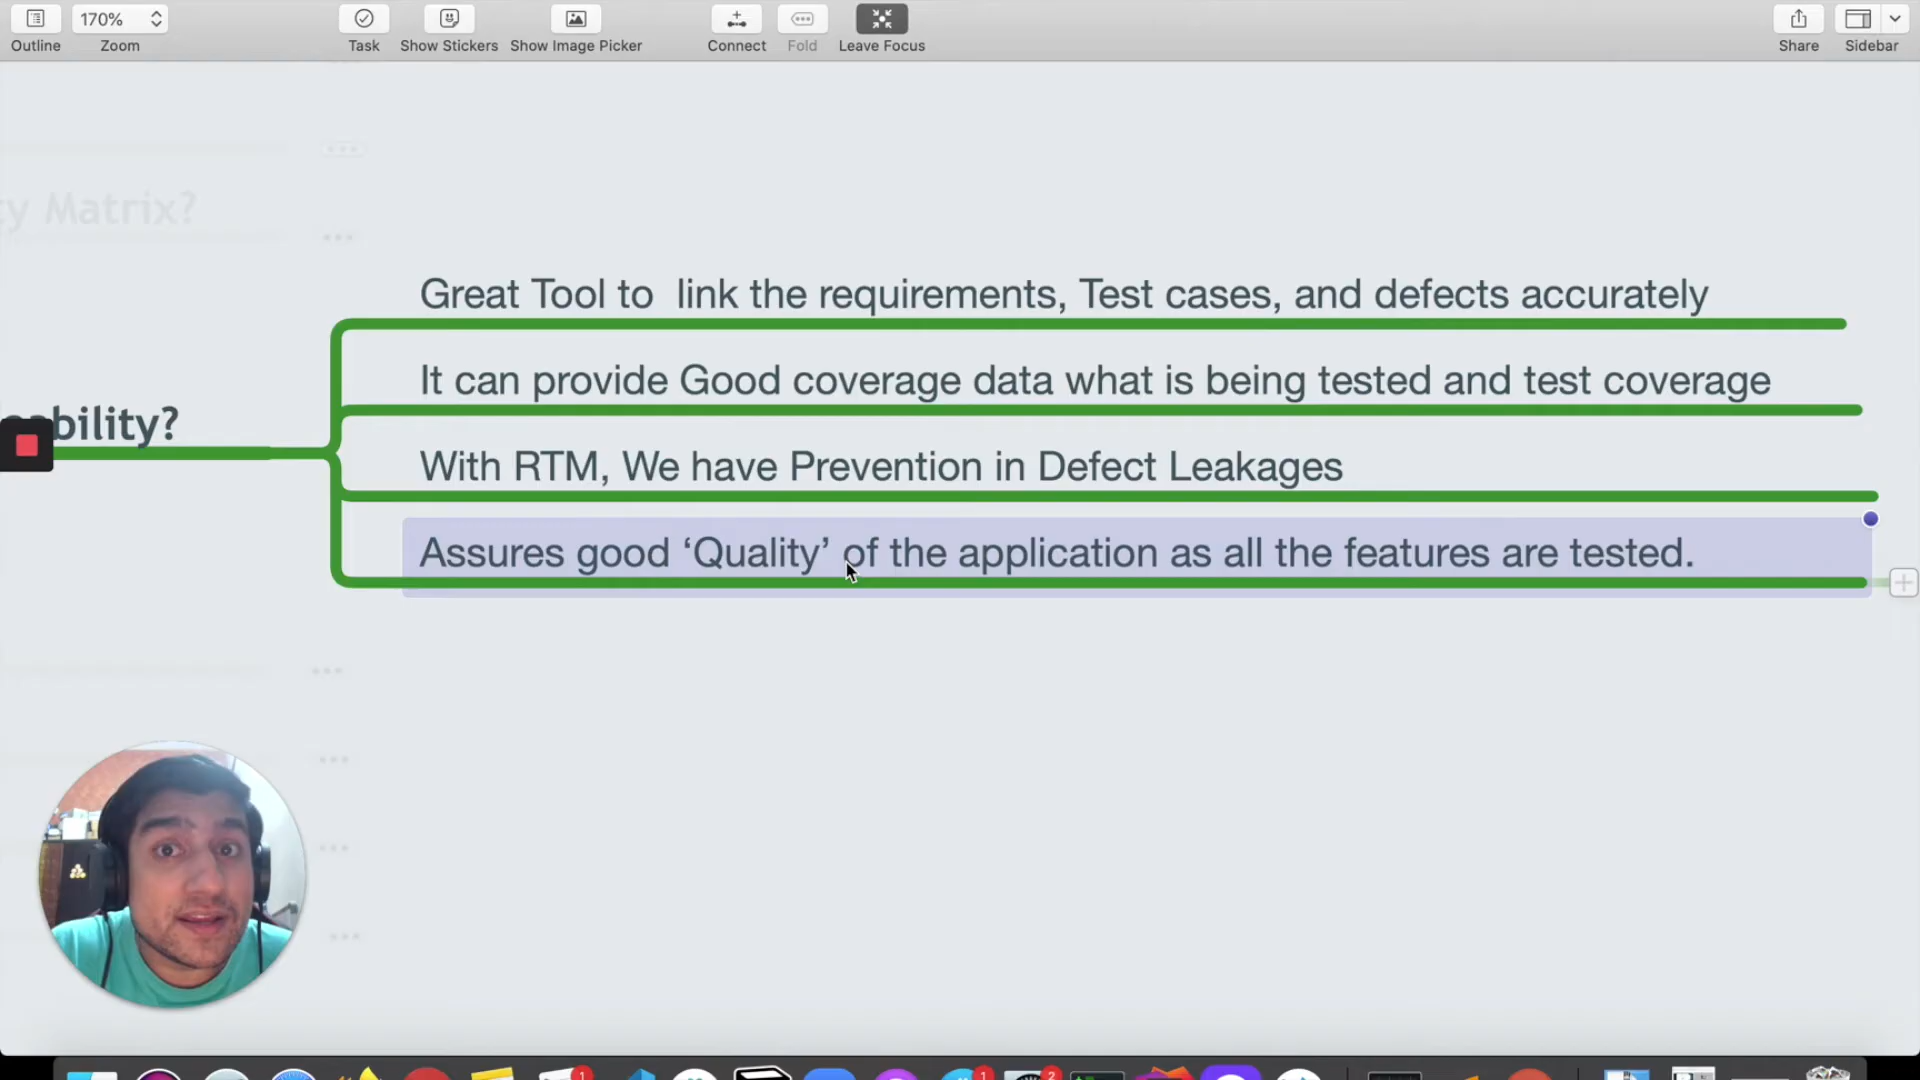 170%
Outline
Zoom
Task
Show Stickers
Show Image Picker
Connect
Fold
Leave Focus
Share
Sidebar
Matrix?
Great Tool to  link the requirements, Test cases, and defects accurately
It can provide Good coverage data what is being tested and test coverage
bility?
With RTM, We have Prevention in Defect Leakages
Assures good ‘Quality’ of the application as all the features are tested.
1
1
2